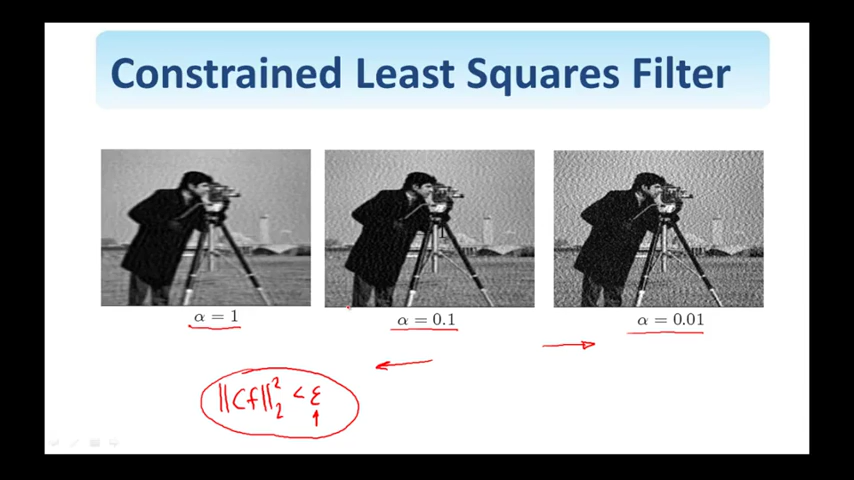 Constrained Least Squares Filter
α = 1
α = 0.1
α = 0.01
||Cf||₂² < ε